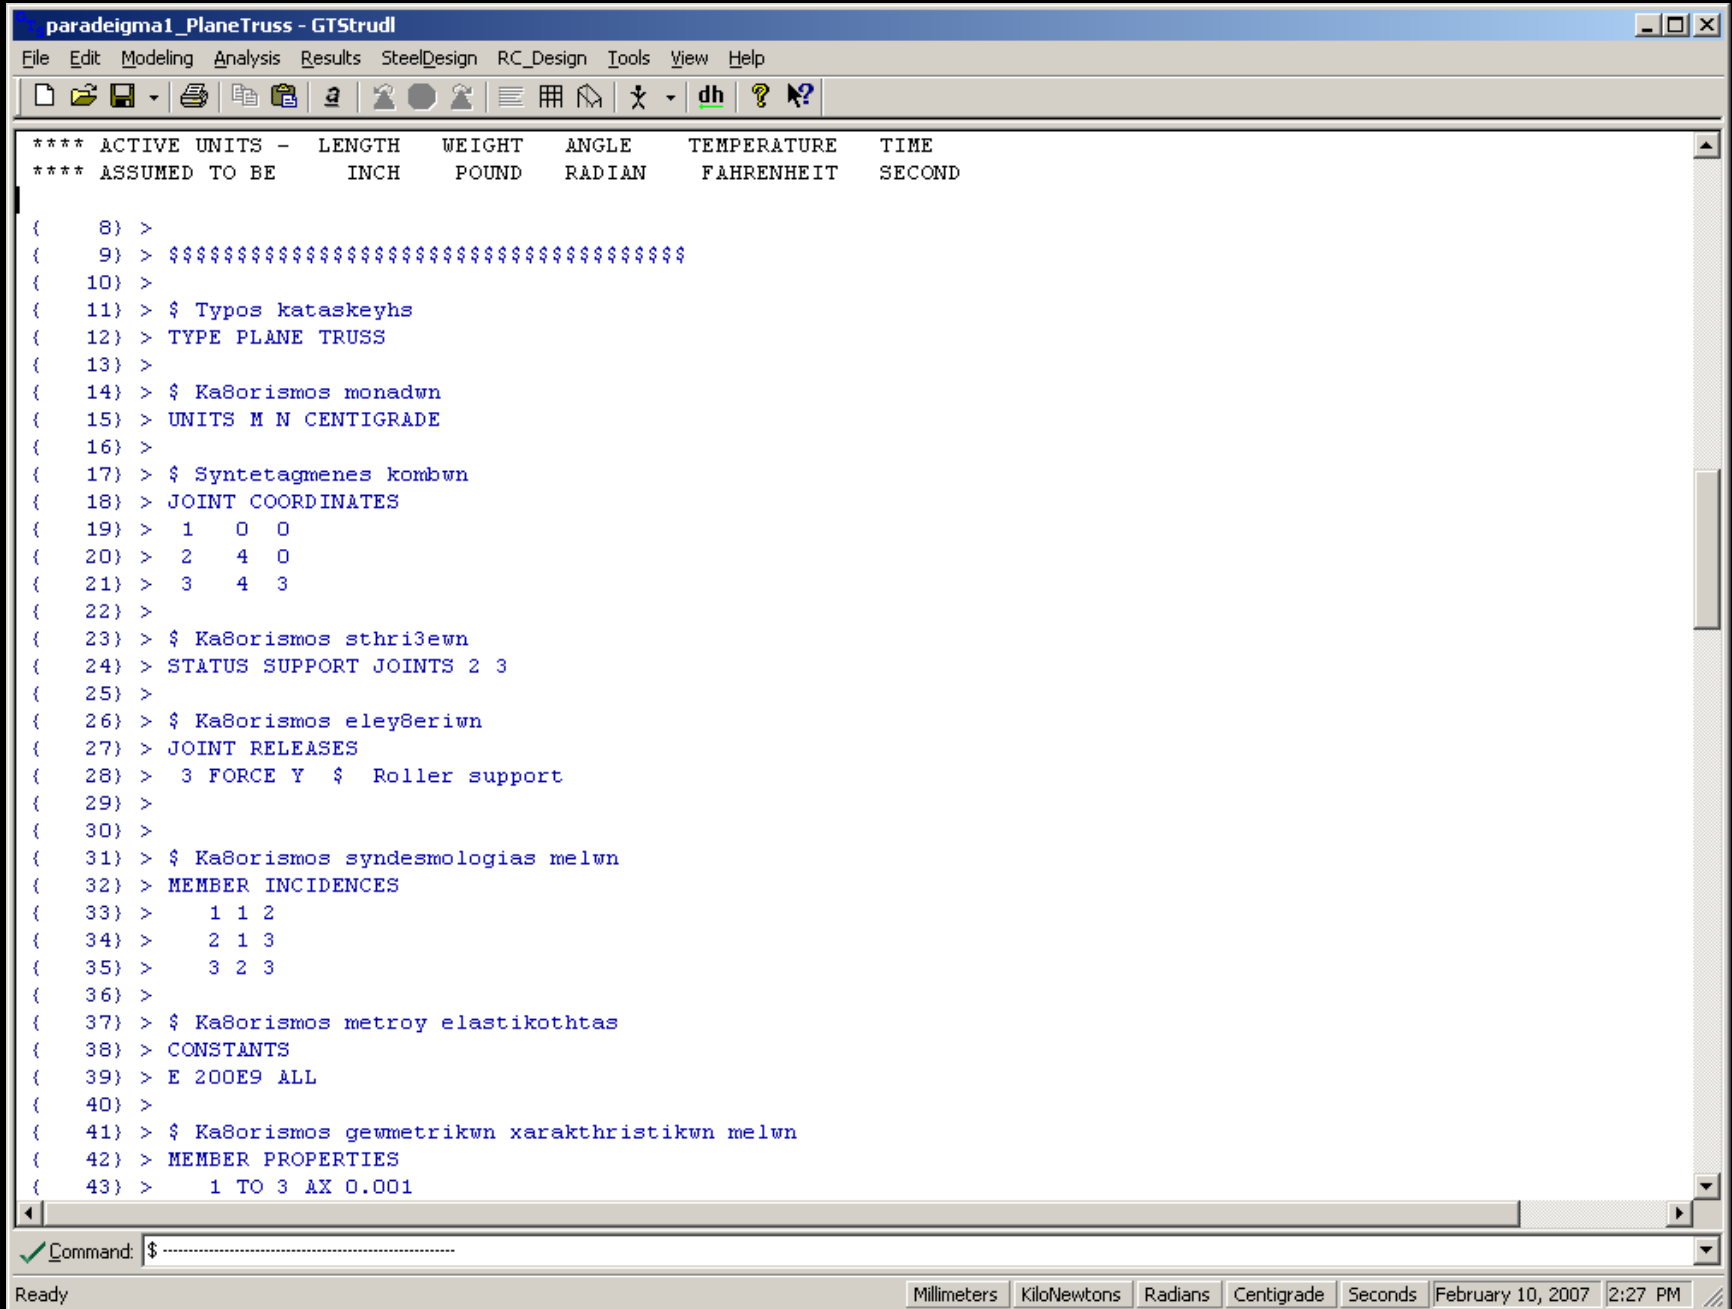 paradeigma1_PlaneTruss - GTStrudl
File Edit Modeling Analysis Results SteelDesign RC_Design Tools View Help
a dh ? ?
**** ACTIVE UNITS - LENGTH WEIGHT ANGLE TEMPERATURE TIME
**** ASSUMED TO BE INCH POUND RADIAN FAHRENHEIT SECOND
{ 8} >
{ 9} > $$$$$$$$$$$$$$$$$$$$$$$$$$$$$$$$$$$$$$
{ 10} >
{ 11} > $ Typos kataskeyhs
{ 12} > TYPE PLANE TRUSS
{ 13} >
{ 14} > $ Ka8orismos monadwn
{ 15} > UNITS M N CENTIGRADE
{ 16} >
{ 17} > $ Syntetagmenes kombwn
{ 18} > JOINT COORDINATES
{ 19} > 1 0 0
{ 20} > 2 4 0
{ 21} > 3 4 3
{ 22} >
{ 23} > $ Ka8orismos sthri3ewn
{ 24} > STATUS SUPPORT JOINTS 2 3
{ 25} >
{ 26} > $ Ka8orismos eley8eriwn
{ 27} > JOINT RELEASES
{ 28} > 3 FORCE Y $ Roller support
{ 29} >
{ 30} >
{ 31} > $ Ka8orismos syndesmologias melwn
{ 32} > MEMBER INCIDENCES
{ 33} > 1 1 2
{ 34} > 2 1 3
{ 35} > 3 2 3
{ 36} >
{ 37} > $ Ka8orismos metroy elastikothtas
{ 38} > CONSTANTS
{ 39} > E 200E9 ALL
{ 40} >
{ 41} > $ Ka8orismos gewmetrikwn xarakthristikwn melwn
{ 42} > MEMBER PROPERTIES
{ 43} > 1 TO 3 AX 0.001
Command: $ --------------------------------------------------------
Ready Millimeters KiloNewtons Radians Centigrade Seconds February 10, 2007 2:27 PM